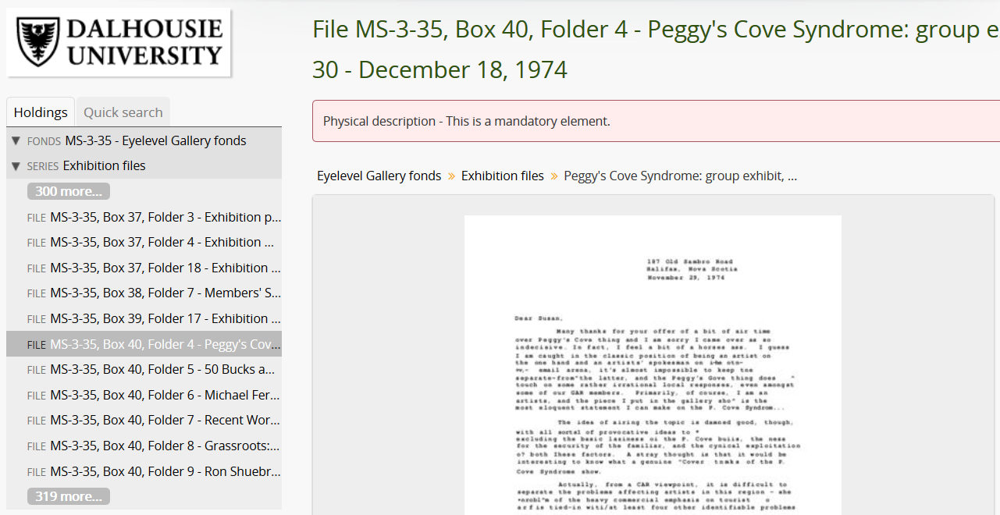 DALHOUSIE
UNIVERSITY
File MS-3-35, Box 40, Folder 4 - Peggy's Cove Syndrome: group e
30 - December 18, 1974
Holdings
Quick search
Physical description - This is a mandatory element.
FONDS MS-3-35 - Eyelevel Gallery fonds
SERIES Exhibition files
300 more...
FILE MS-3-35, Box 37, Folder 3 - Exhibition p...
FILE MS-3-35, Box 37, Folder 4 - Exhibition ...
FILE MS-3-35, Box 37, Folder 18 - Exhibition ...
FILE MS-3-35, Box 38, Folder 7 - Members' S...
FILE MS-3-35, Box 39, Folder 17 - Exhibition ...
FILE MS-3-35, Box 40, Folder 4 - Peggy's Cov...
FILE MS-3-35, Box 40, Folder 5 - 50 Bucks a...
FILE MS-3-35, Box 40, Folder 6 - Michael Fer...
FILE MS-3-35, Box 40, Folder 7 - Recent Wor...
FILE MS-3-35, Box 40, Folder 8 - Grassroots:...
FILE MS-3-35, Box 40, Folder 9 - Ron Shuebr...
319 more...
Eyelevel Gallery fonds » Exhibition files » Peggy's Cove Syndrome: group exhibit, ...
187 Old Sambro Road
Halifax, Nova Scotia
November 29, 1974
Dear Susan,
Many thanks for your offer of a bit of air time
over Peggy's Cove thing and I am sorry I came over as so
indecisive. In fact, I feel bit of a horses ass. I guess
I am caught in the classic position of being an artist on
the one hand and an artists' spokesman on
email arena, it's almost impossible to keep tne
separate-from"the latter, and the Peggy's Gove thing does
touch on some rather irrational local responses, even amongst
some of our GAR members. Primarily, of course, I am an
artists, and the piece I put in the gallery sho" is the
most eloquent statement I can make on the P. Cove Syndrom...
The idea of airing the topic is damned good, though,
with all sortal of provocative ideas to *
excluding the basic laziness oi the P. Cove buiis, the ness
for the security of the familiar, and the cynical exploitation
o? both Ihese factors. A stray thought is that it would be
interesting to know what a genuine "Cover of the P.
Cove Syndrome show.
Actually, from a CAR viewpoint, it is difficult to
separate the problems affecting artists in this region - she
of the heavy commercial emphasis on tourist o
tied-in witi/at least four other identifiable problems